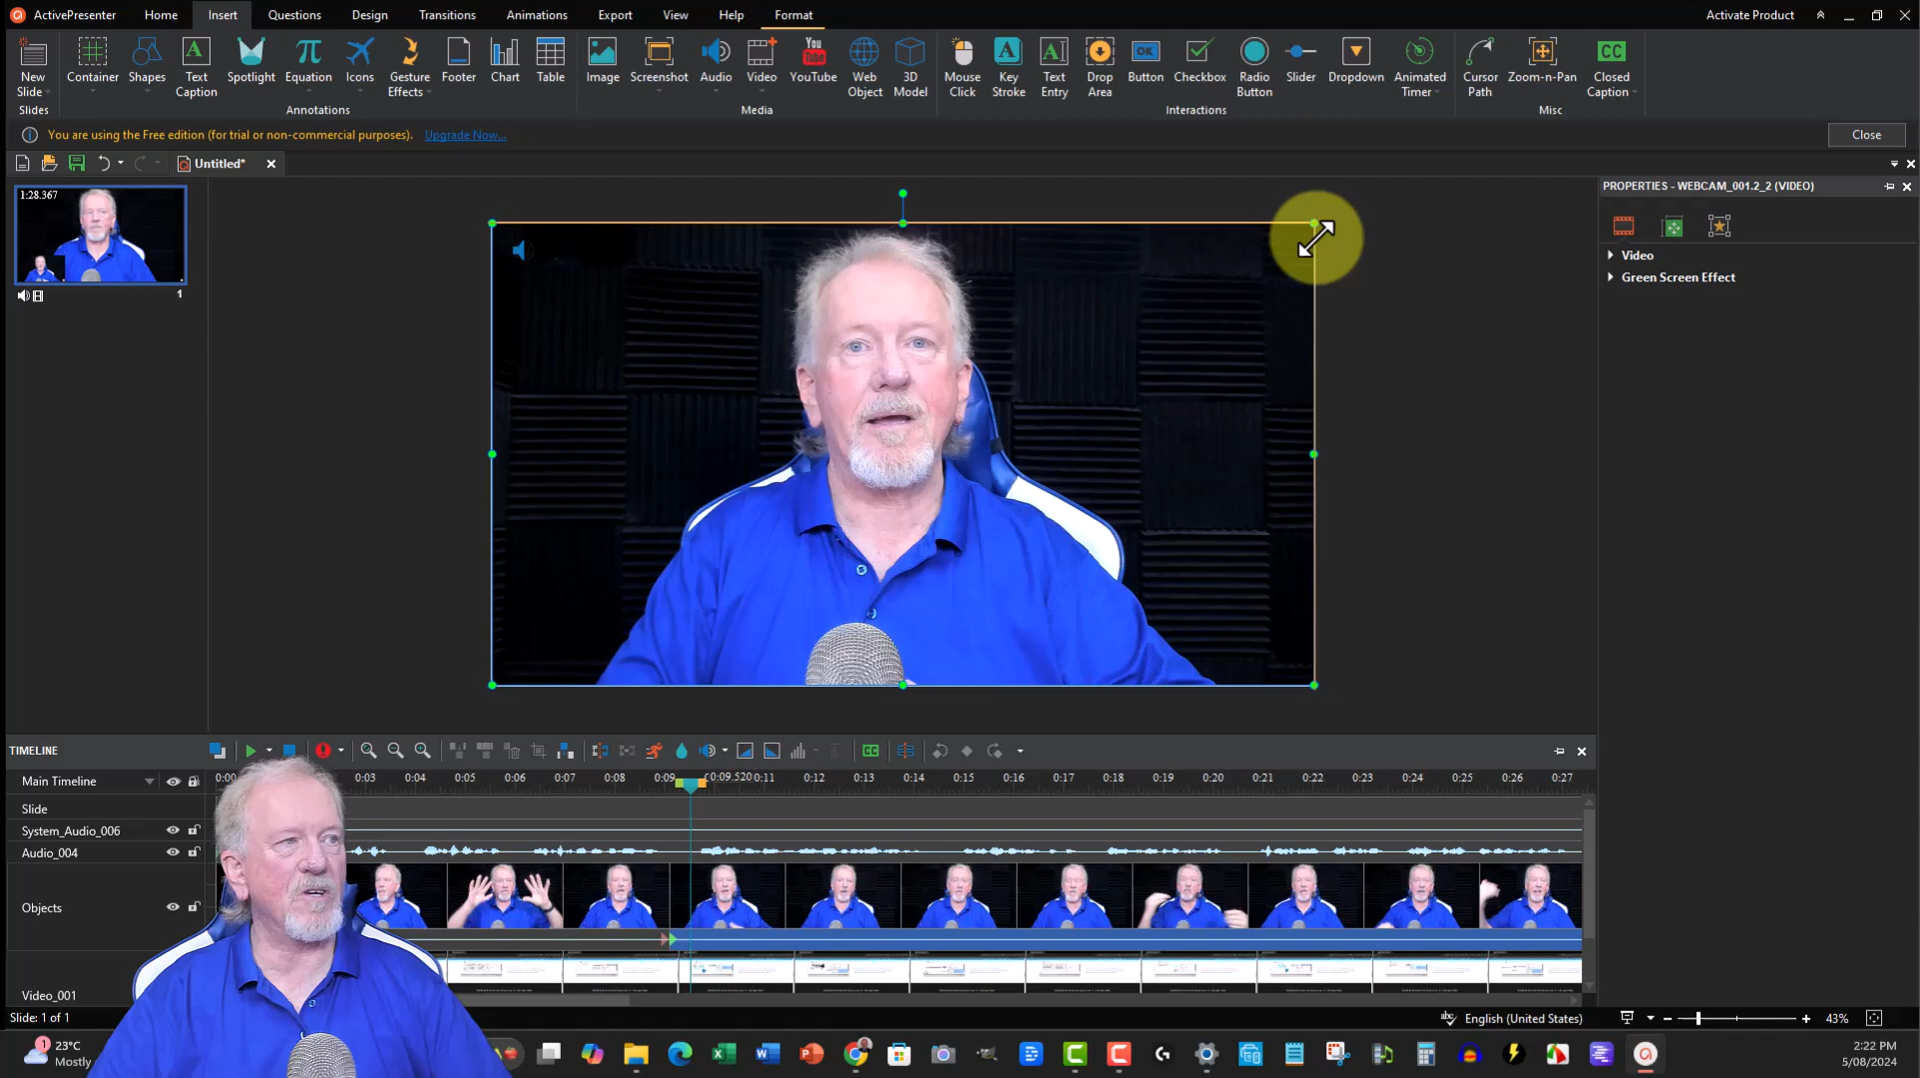 ActivePresenter Home Insert Questions Design Transitions Animations Export View Help Format Activate Product
New Slide Container Shapes Text Caption Spotlight Equation Icons Gesture Effects Footer Chart Table Image Screenshot Audio Video YouTube Web Object 3D Model Mouse Click Key Stroke Text Entry Drop Area Button Checkbox Radio Button Slider Dropdown Animated Timer Cursor Path Zoom-n-Pan Closed Caption
Slides Annotations Media Interactions Misc
You are using the Free edition (for trial or non-commercial purposes). Upgrade Now... Close
Untitled*
PROPERTIES - WEBCAM_001.2_2 (VIDEO)
1:28.367
1
Video
Green Screen Effect
TIMELINE
Main Timeline 0:00 0:03 0:04 0:05 0:06 0:07 0:08 0:09 0:09.520 0:11 0:12 0:13 0:14 0:15 0:16 0:17 0:18 0:19 0:20 0:21 0:22 0:23 0:24 0:25 0:26 0:27
Slide
System_Audio_006
Audio_004
Objects
Video_001
Slide: 1 of 1 English (United States) 43%
1 23°C
Mostly
2:22 PM
5/08/2024